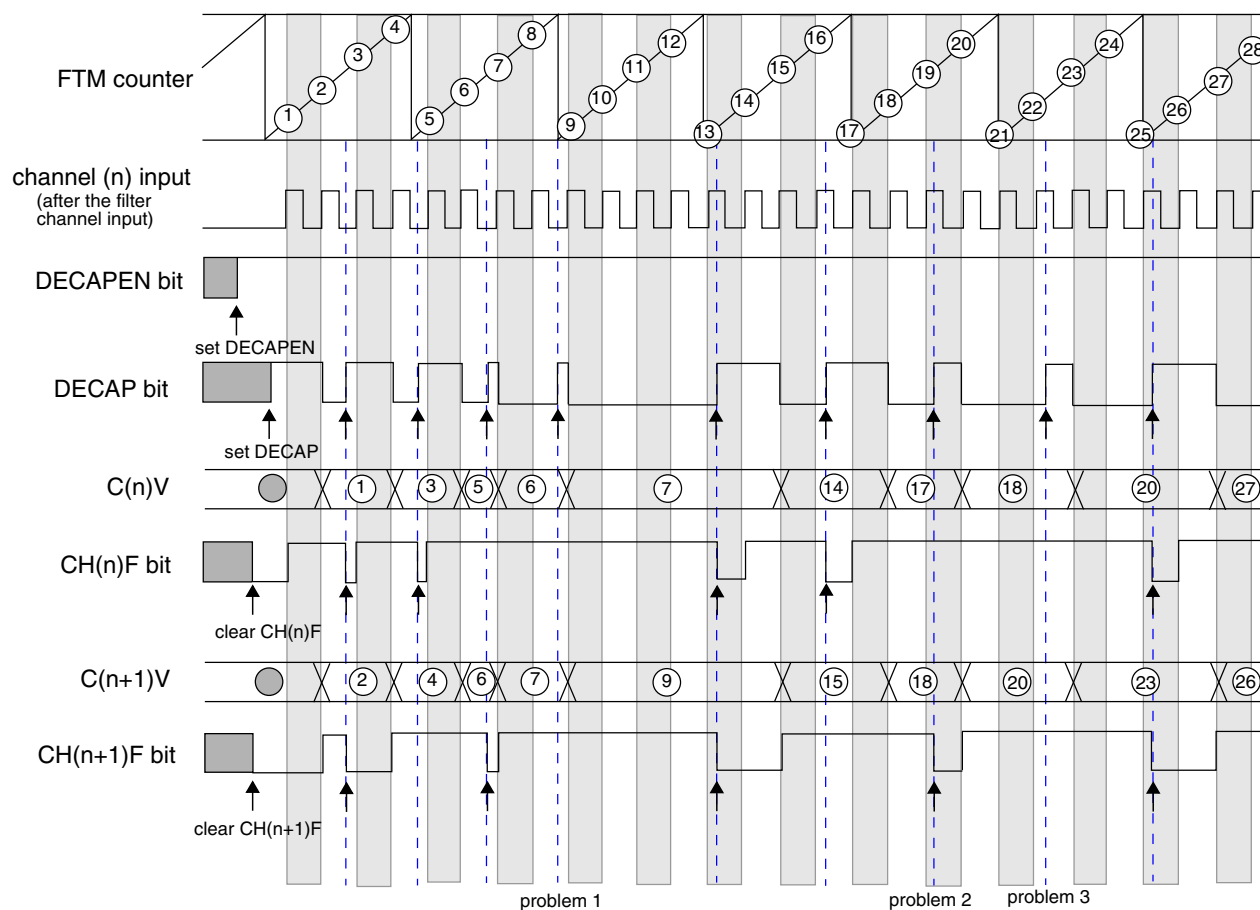 FTM counter
1 2 3 4 5 6 7 8 9 10 11 12 13 14 15 16 17 18 19 20 21 22 23 24 25 26 27 28
channel (n) input
(after the filter
channel input)
DECAPEN bit
set DECAPEN
DECAP bit
set DECAP
C(n)V 1 3 5 6 7 14 17 18 20 27
CH(n)F bit
clear CH(n)F
C(n+1)V 2 4 6 7 9 15 18 20 23 26
CH(n+1)F bit
clear CH(n+1)F
problem 1 problem 2 problem 3